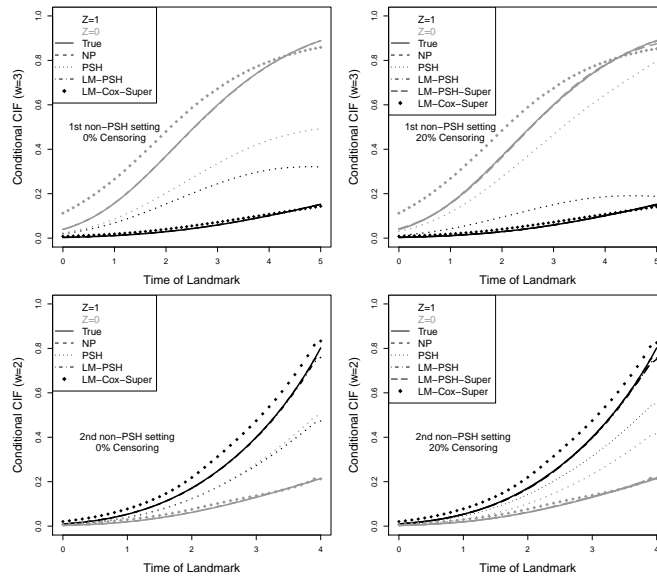 Conditional CIF (w=3)
1.0
0.8
0.6
0.4
0.2
0.0
Z=1
Z=0
True
NP
PSH
LM−PSH
LM−Cox−Super
1st non−PSH setting
0% Censoring
0 1 2 3 4 5
Time of Landmark
Conditional CIF (w=3)
1.0
0.8
0.6
0.4
0.2
0.0
Z=1
Z=0
True
NP
PSH
LM−PSH
LM−PSH−Super
LM−Cox−Super
1st non−PSH setting
20% Censoring
0 1 2 3 4 5
Time of Landmark
Conditional CIF (w=2)
1.0
0.8
0.6
0.4
0.2
0.0
Z=1
Z=0
True
NP
PSH
LM−PSH
LM−Cox−Super
2nd non−PSH setting
0% Censoring
0 1 2 3 4
Time of Landmark
Conditional CIF (w=2)
1.0
0.8
0.6
0.4
0.2
0.0
Z=1
Z=0
True
NP
PSH
LM−PSH
LM−PSH−Super
LM−Cox−Super
2nd non−PSH setting
20% Censoring
0 1 2 3 4
Time of Landmark